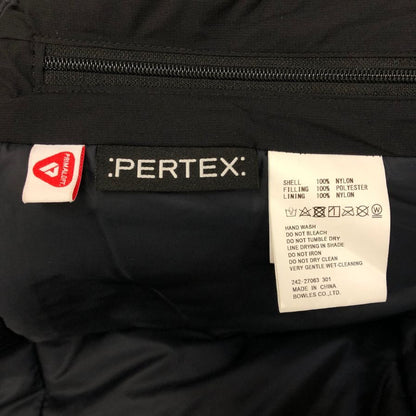 PRIMALOFT
:PERTEX:
SHELL 100% NYLON
FILLING 100% POLYESTER
LINING 100% NYLON
HAND WASH
DO NOT BLEACH
DO NOT TUMBLE DRY
LINE DRYING IN SHADE
DO NOT IRON
DO NOT DRY CLEAN
VERY GENTLE WET-CLEANING
242-27063 301
MADE IN CHINA
BOWLES CO.,LTD.